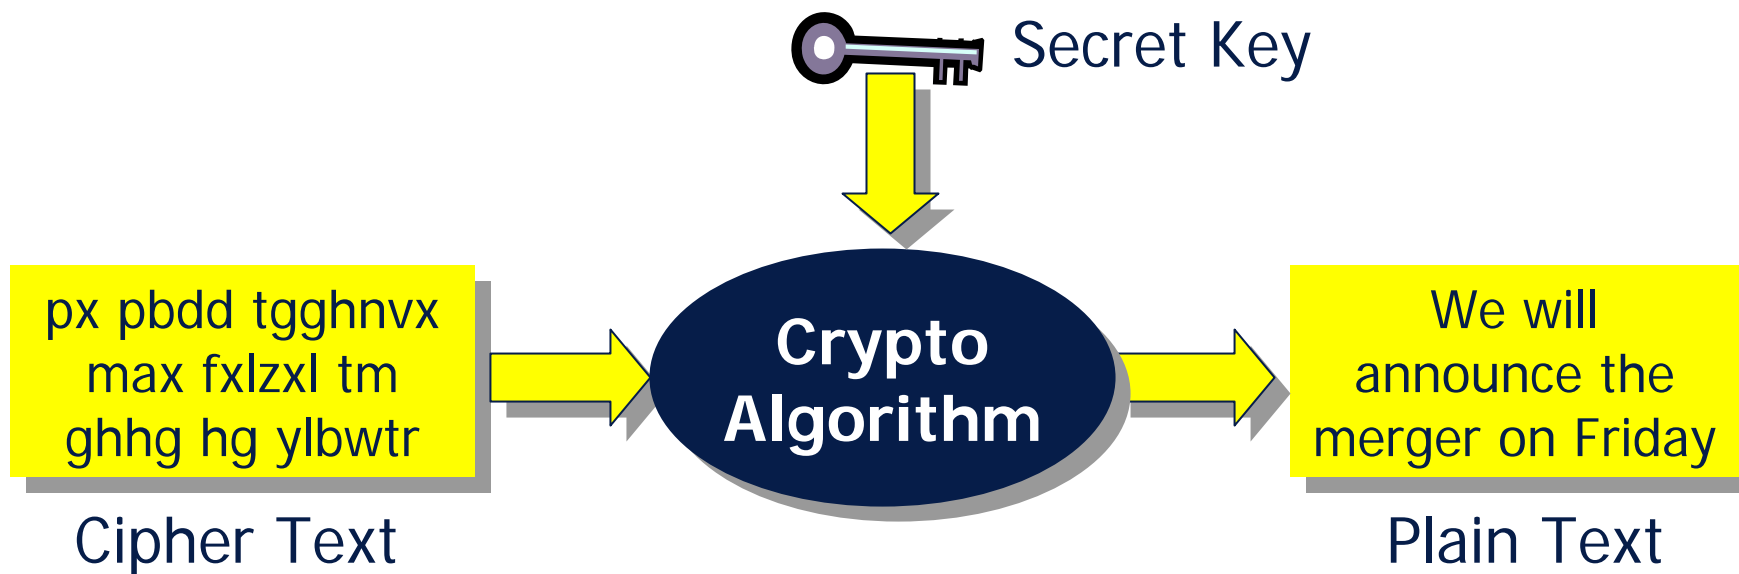 Secret Key
px pbdd tgghnvx
max fxlzxl tm
ghhg hg ylbwtr
Cipher Text
Crypto
Algorithm
We will
announce the
merger on Friday
Plain Text